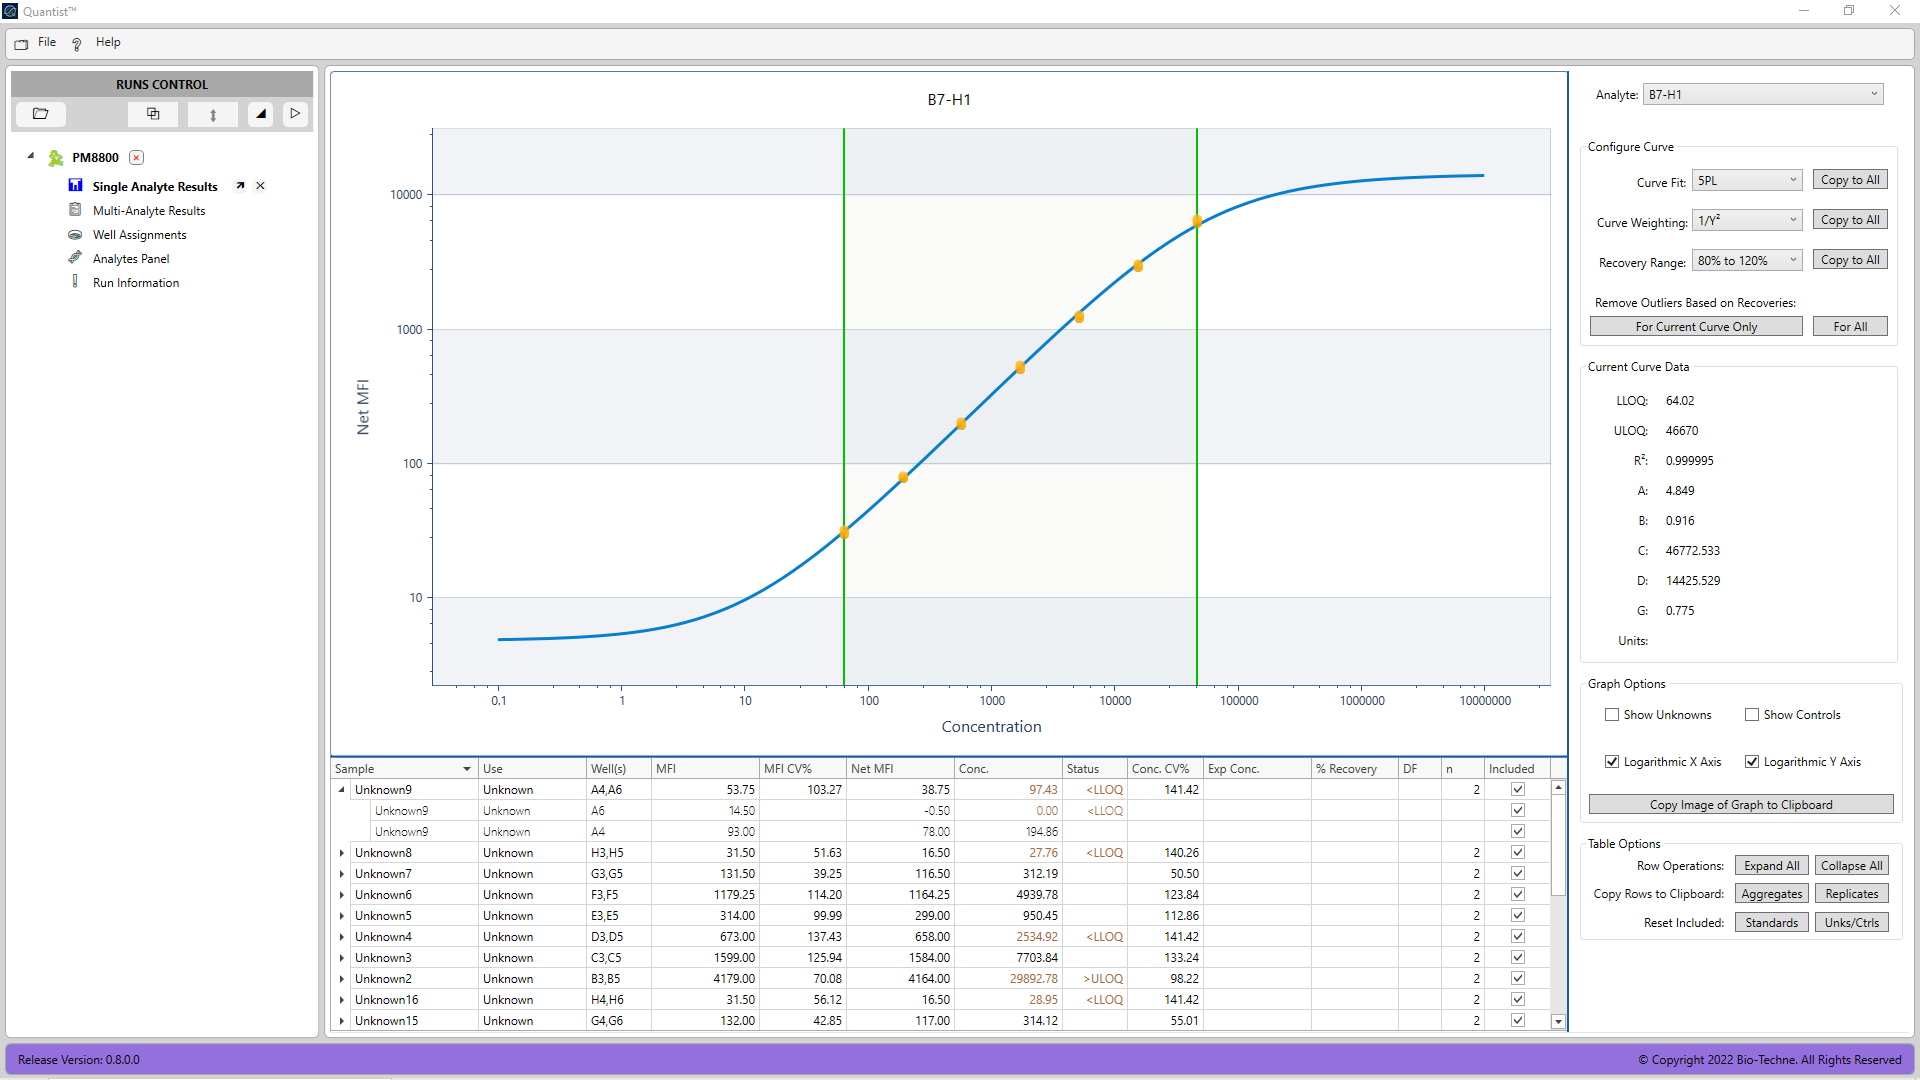 Quantist™
File Help
RUNS CONTROL
PM8800
Single Analyte Results
Multi-Analyte Results
Well Assignments
Analytes Panel
Run Information
B7-H1
10000
1000
100
10
Net MFI
0.1 1 10 100 1000 10000 100000 1000000 10000000
Concentration
Sample Use Well(s) MFI MFI CV% Net MFI Conc. Status Conc. CV% Exp Conc. % Recovery DF n Included
Unknown9 Unknown A4,A6 53.75 103.27 38.75 97.43 <LLOQ 141.42 2
Unknown9 Unknown A6 14.50 -0.50 0.00 <LLOQ
Unknown9 Unknown A4 93.00 78.00 194.86
Unknown8 Unknown H3,H5 31.50 51.63 16.50 27.76 <LLOQ 140.26 2
Unknown7 Unknown G3,G5 131.50 39.25 116.50 312.19 50.50 2
Unknown6 Unknown F3,F5 1179.25 114.20 1164.25 4939.78 123.84 2
Unknown5 Unknown E3,E5 314.00 99.99 299.00 950.45 112.86 2
Unknown4 Unknown D3,D5 673.00 137.43 658.00 2534.92 <LLOQ 141.42 2
Unknown3 Unknown C3,C5 1599.00 125.94 1584.00 7703.84 133.24 2
Unknown2 Unknown B3,B5 4179.00 70.08 4164.00 29892.78 >ULOQ 98.22 2
Unknown16 Unknown H4,H6 31.50 56.12 16.50 28.95 <LLOQ 141.42 2
Unknown15 Unknown G4,G6 132.00 42.85 117.00 314.12 55.01 2
Analyte: B7-H1
Configure Curve
Curve Fit: 5PL Copy to All
Curve Weighting: 1/Y² Copy to All
Recovery Range: 80% to 120% Copy to All
Remove Outliers Based on Recoveries:
For Current Curve Only For All
Current Curve Data
LLOQ: 64.02
ULOQ: 46670
R²: 0.999995
A: 4.849
B: 0.916
C: 46772.533
D: 14425.529
G: 0.775
Units:
Graph Options
Show Unknowns Show Controls
Logarithmic X Axis Logarithmic Y Axis
Copy Image of Graph to Clipboard
Table Options
Row Operations: Expand All Collapse All
Copy Rows to Clipboard: Aggregates Replicates
Reset Included: Standards Unks/Ctrls
Release Version: 0.8.0.0
© Copyright 2022 Bio-Techne. All Rights Reserved